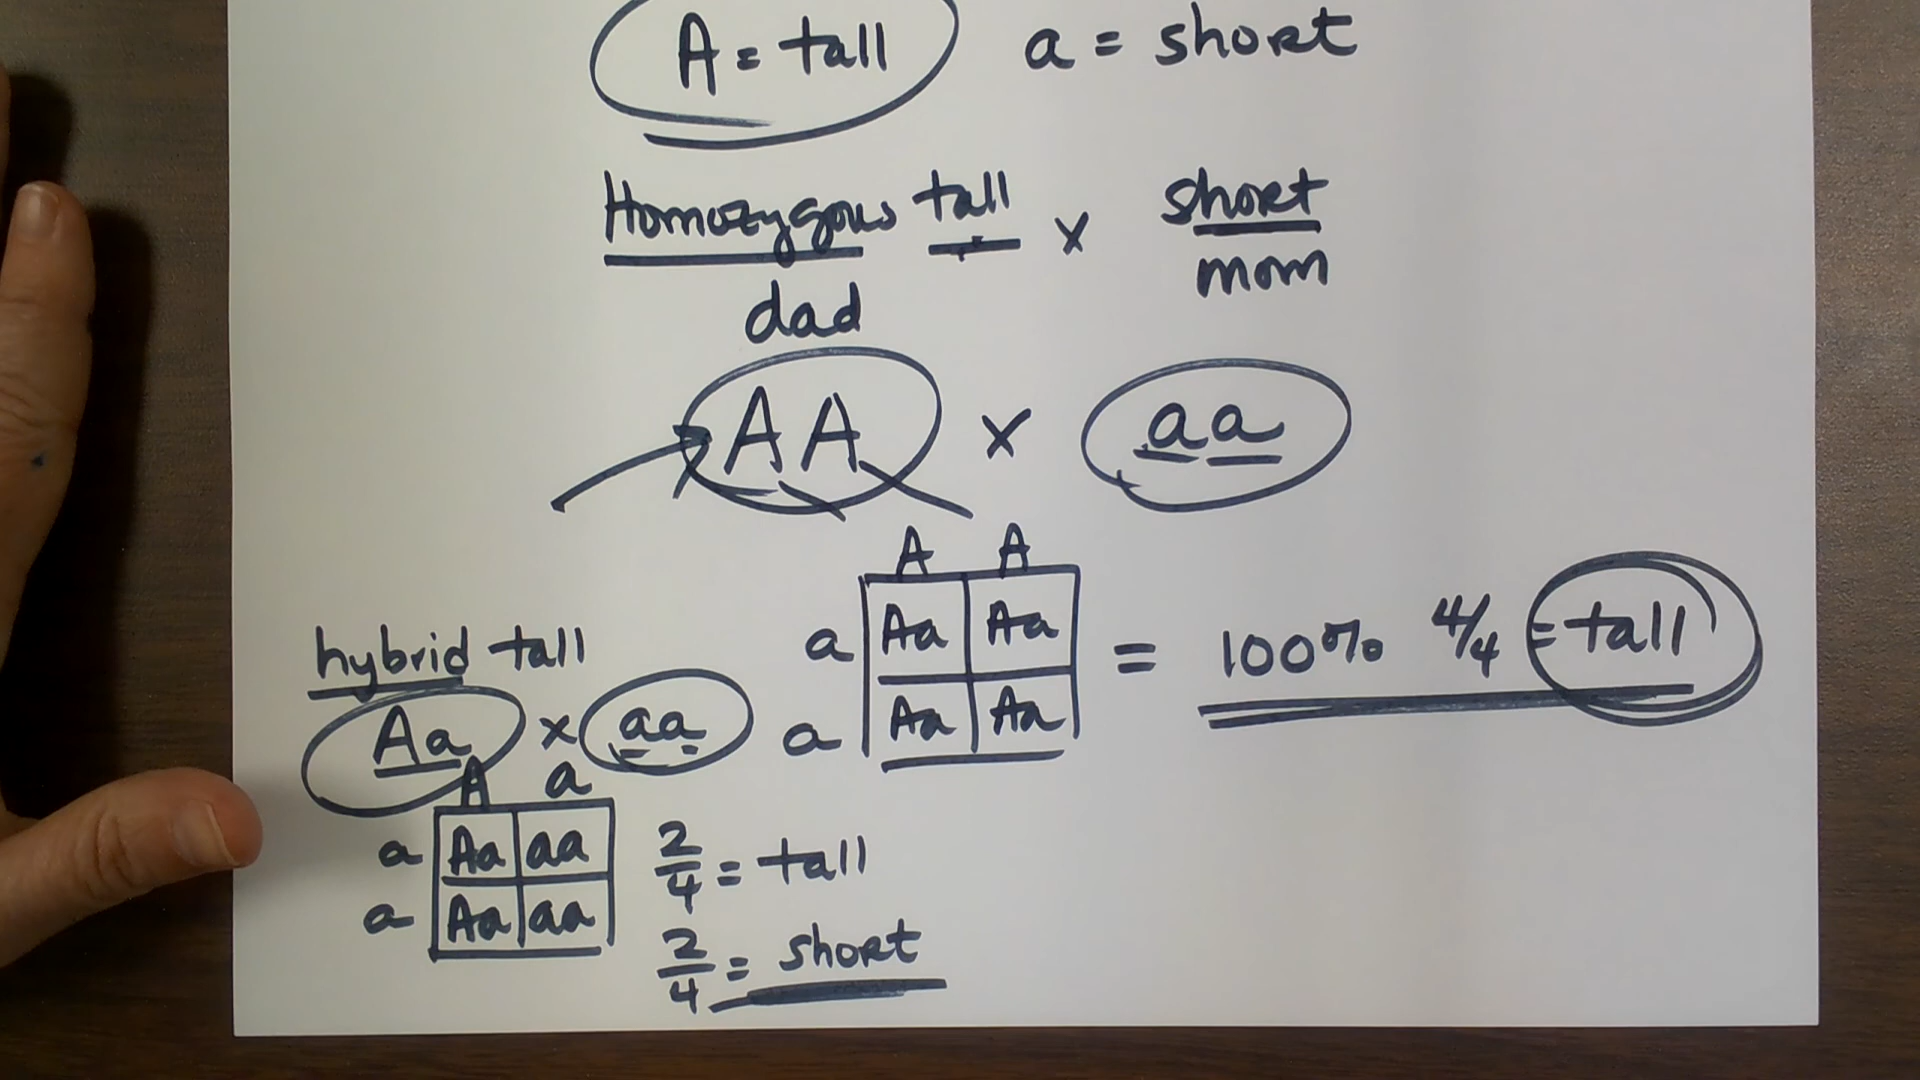 A = tall a = short
Homozygous tall x short
dad mom
AA x aa
A A
a Aa Aa = 100% 4/4 = tall
a Aa Aa
hybrid tall
Aa x aa
A a
a Aa aa 2/4 = tall
a Aa aa 2/4 = short